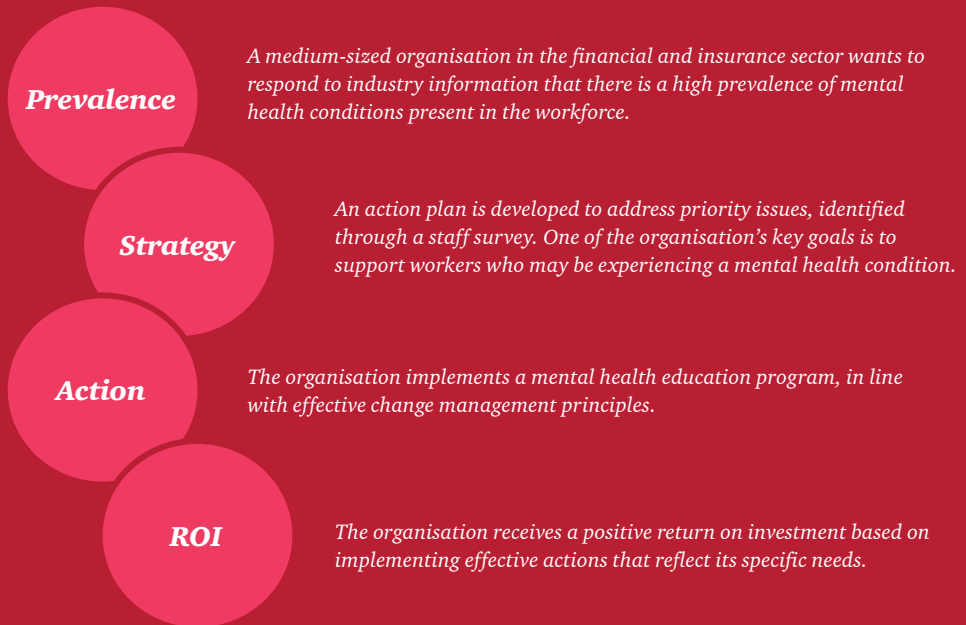 Prevalence
A medium-sized organisation in the financial and insurance sector wants to
respond to industry information that there is a high prevalence of mental
health conditions present in the workforce.
Strategy
An action plan is developed to address priority issues, identified
through a staff survey. One of the organisation’s key goals is to
support workers who may be experiencing a mental health condition.
Action
The organisation implements a mental health education program, in line
with effective change management principles.
ROI
The organisation receives a positive return on investment based on
implementing effective actions that reflect its specific needs.